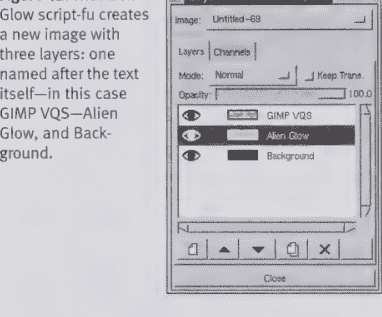 Glow script-fu creates
a new image with
three layers: one
named after the text
itself—in this case
GIMP VQS—Alien
Glow, and Back-
ground.
Image: Untitled-69
Layers Channels
Mode: Normal Keep Trans.
Opacity: 100.0
GIMP VQS
Alien Glow
Background
Close